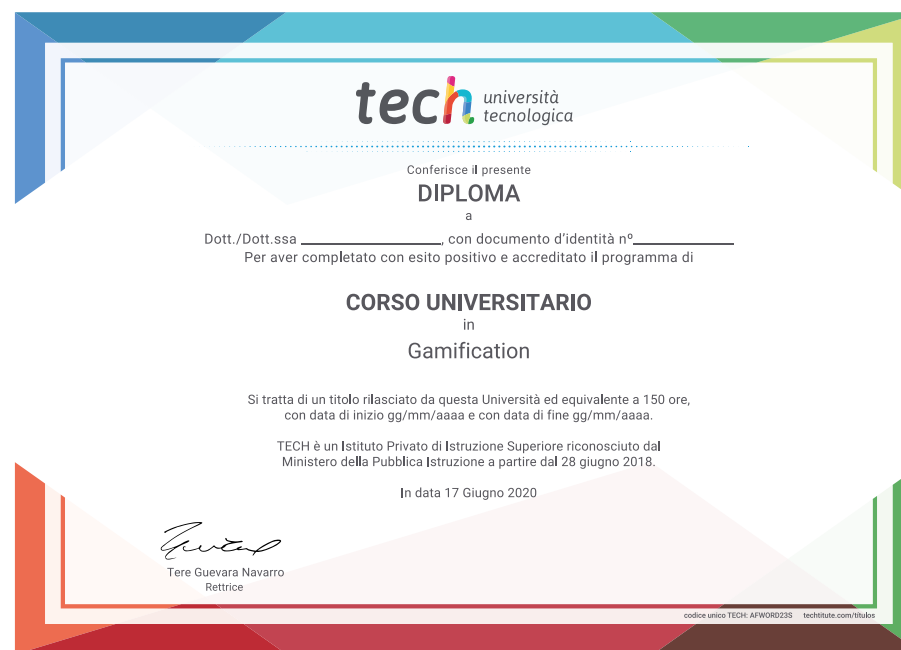 tech università
tecnologica
Conferisce il presente
DIPLOMA
a
Dott./Dott.ssa ____________________, con documento d'identità nº______________
Per aver completato con esito positivo e accreditato il programma di
CORSO UNIVERSITARIO
in
Gamification
Si tratta di un titolo rilasciato da questa Università ed equivalente a 150 ore,
con data di inizio gg/mm/aaaa e con data di fine gg/mm/aaaa.
TECH è un Istituto Privato di Istruzione Superiore riconosciuto dal
Ministero della Pubblica Istruzione a partire dal 28 giugno 2018.
In data 17 Giugno 2020
Tere Guevara Navarro
Rettrice
codice unico TECH: AFWORD23S techtitute.com/titulos